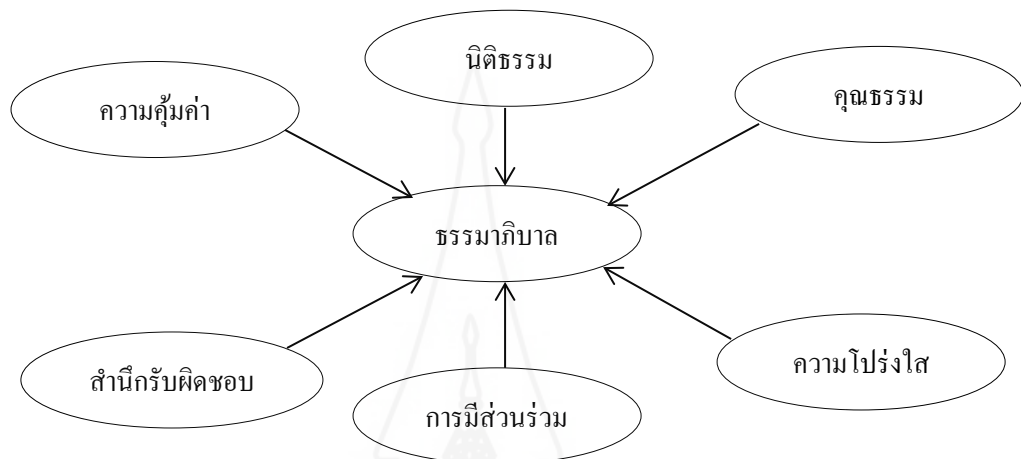 นิติธรรม
ความคุ้มค่า
คุณธรรม
ธรรมาภิบาล
สำนึกรับผิดชอบ
การมีส่วนร่วม
ความโปร่งใส